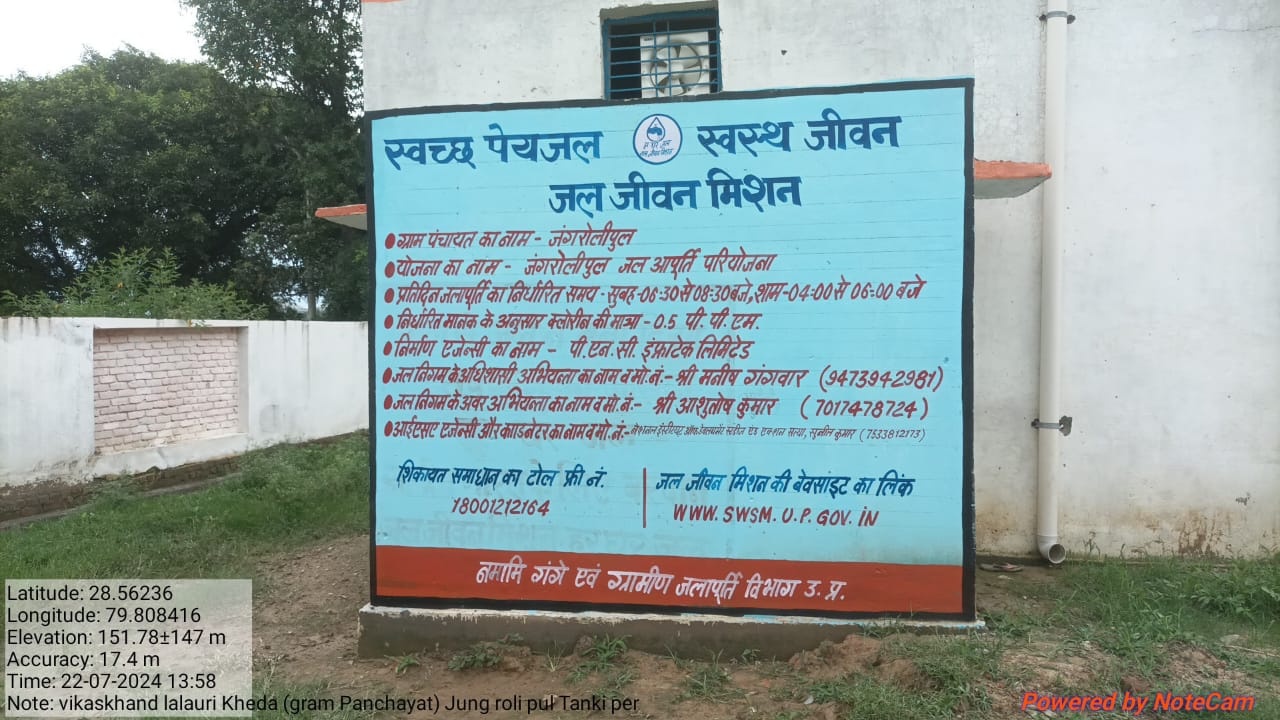 स्वच्छ पेयजल स्वस्थ जीवन
जल जीवन मिशन
ग्राम पंचायत का नाम - जंगरोलीपुल
योजना का नाम - जंगरोलीपुल जल आपूर्ति परियोजना
प्रतिदिन जलापूर्ति का निर्धारित समय - सुबह-06:30 से 08:30 बजे, शाम-04:00 से 06:00 बजे
निर्धारित मानक के अनुसार क्लोरीन की मात्रा - 0.5 पी.पी.एम.
निर्माण एजेन्सी का नाम - पी.एन.सी. इंफ्राटेक लिमिटेड
जल निगम के अधिशासी अभियन्ता का नाम व मो.नं.- श्री मनीष गंगवार (9473942981)
जल निगम के अवर अभियन्ता का नाम व मो.नं:- श्री आशुतोष कुमार (7017478724)
आईएसए एजेन्सी और काडिनेटर का नाम व मो.नं:- नेशनल सुनील कुमार (7533812173)
शिकायत समाधान का टोल फ्री नं.
18001212164
जल जीवन मिशन की बेवसांइट का लिंक
WWW.SWSM.U.P.GOV.iN
नमामि गंगे एवं ग्रामीण जलापूर्ति विभाग उ.प्र.
Latitude: 28.56236
Longitude: 79.808416
Elevation: 151.78±147 m
Accuracy: 17.4 m
Time: 22-07-2024 13:58
Note: vikaskhand lalauri Kheda (gram Panchayat) Jung roli pul Tanki per
Powered by NoteCam